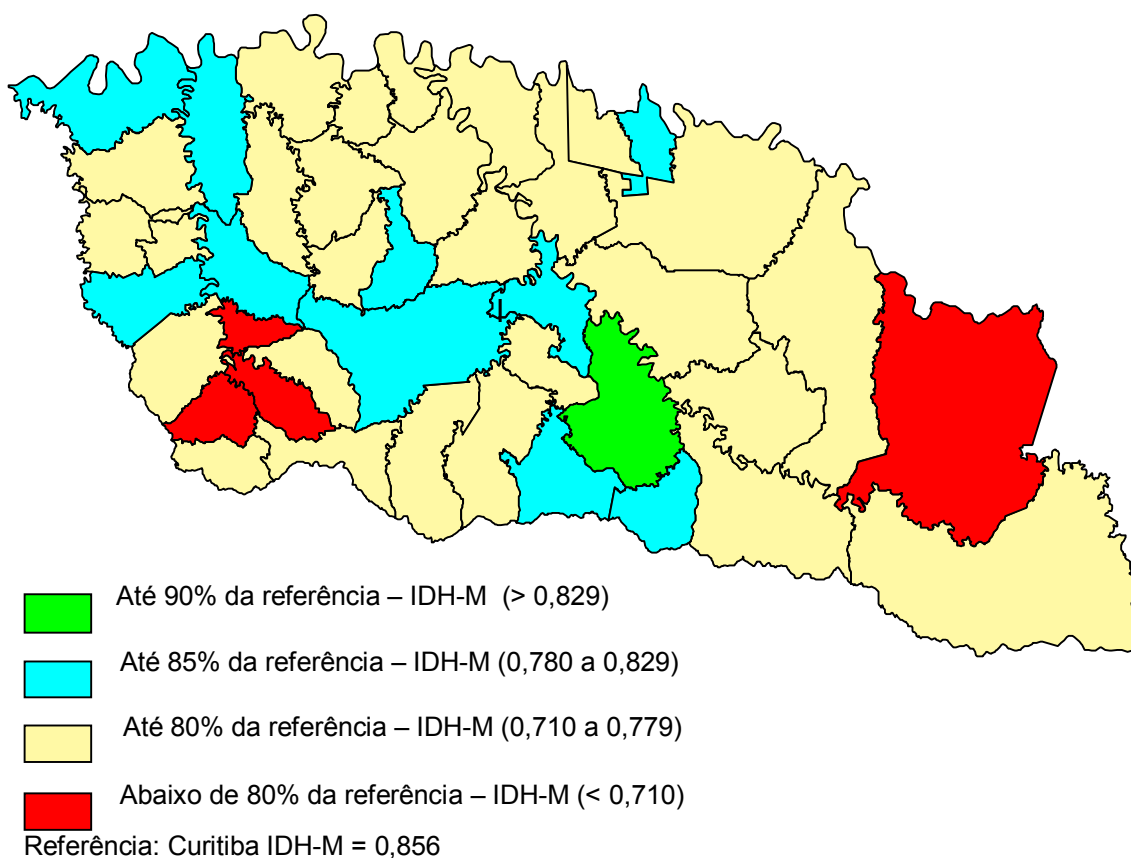 Até 90% da referência – IDH-M (> 0,829)
Até 85% da referência – IDH-M (0,780 a 0,829)
Até 80% da referência – IDH-M (0,710 a 0,779)
Abaixo de 80% da referência – IDH-M (< 0,710)
Referência: Curitiba IDH-M = 0,856